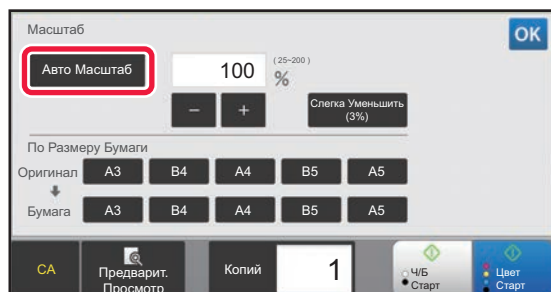 Масштаб
OK
Авто Масштаб
100
(25~200)
%
−
+
Слегка Уменьшить
(3%)
По Размеру Бумаги
Оригинал
A3
B4
A4
B5
A5
Бумага
A3
B4
A4
B5
A5
CA
Предварит.
Просмотр
Копий
1
Ч/Б
Старт
Цвет
Старт